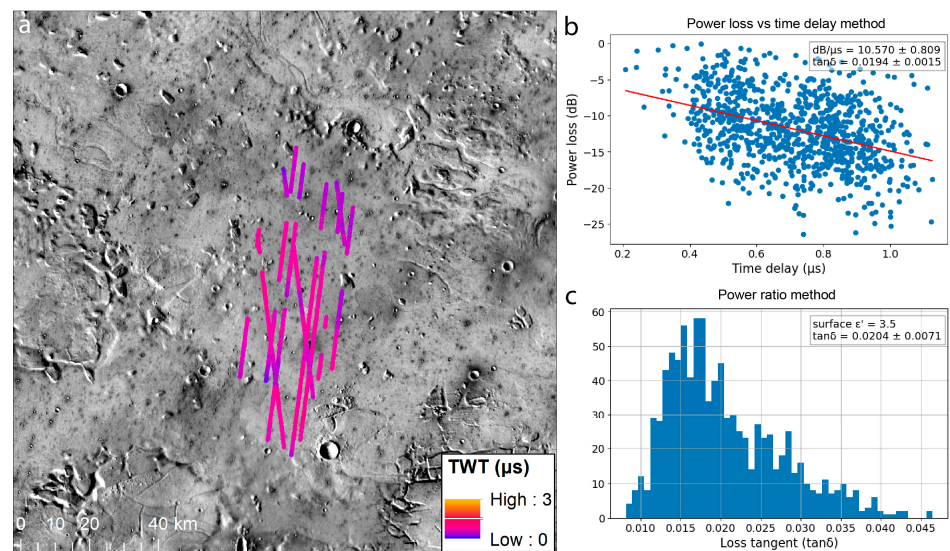 a
TWT (µs)
High : 3
Low : 0
0 10 20 40 km
b
Power loss vs time delay method
dB/µs = 10.570 ± 0.809
tanδ = 0.0194 ± 0.0015
Power loss (dB)
0
−5
−10
−15
−20
−25
0.2 0.4 0.6 0.8 1.0
Time delay (µs)
c
Power ratio method
surface ε' = 3.5
tanδ = 0.0204 ± 0.0071
60
50
40
30
20
10
0
0.010 0.015 0.020 0.025 0.030 0.035 0.040 0.045
Loss tangent (tanδ)